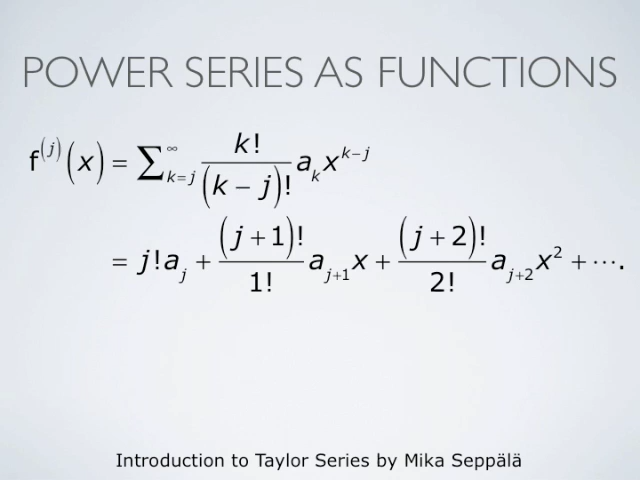 POWER SERIES AS FUNCTIONS
f^(j)(x) = ∑_{k=j}^{∞} k!/(k − j)! a_k x^{k−j}
= j!a_j + (j + 1)!/1! a_{j+1} x + (j + 2)!/2! a_{j+2} x^2 + ⋯.
Introduction to Taylor Series by Mika Seppälä